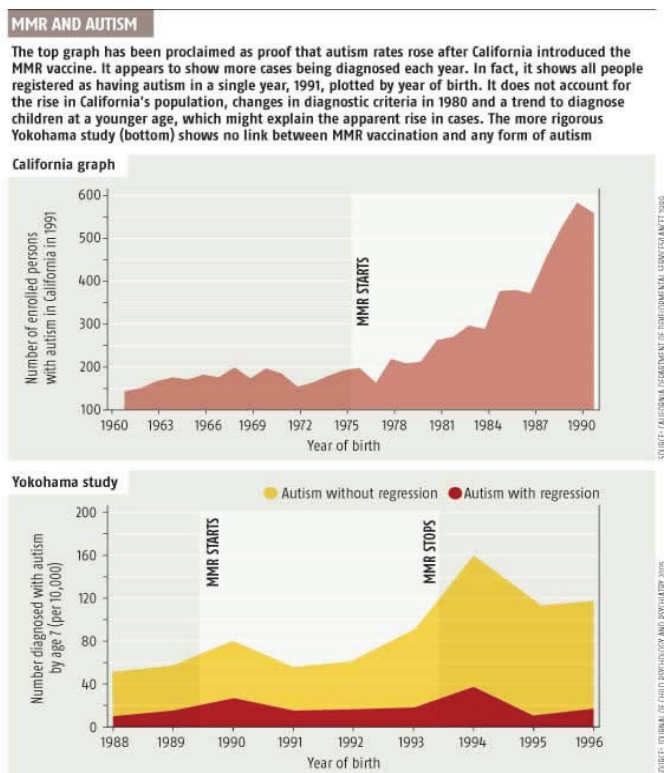 MMR AND AUTISM
The top graph has been proclaimed as proof that autism rates rose after California introduced the
MMR vaccine. It appears to show more cases being diagnosed each year. In fact, it shows all people
registered as having autism in a single year, 1991, plotted by year of birth. It does not account for
the rise in California's population, changes in diagnostic criteria in 1980 and a trend to diagnose
children at a younger age, which might explain the apparent rise in cases. The more rigorous
Yokohama study (bottom) shows no link between MMR vaccination and any form of autism
California graph
600
500
400
300
200
100
Number of enrolled persons
with autism in California in 1991
MMR STARTS
1960 1963 1966 1969 1972 1975 1978 1981 1984 1987 1990
Year of birth
Yokohama study
Autism without regression Autism with regression
200
160
120
80
40
0
Number diagnosed with autism
by age 7 (per 10,000)
MMR STARTS
MMR STOPS
1988 1989 1990 1991 1992 1993 1994 1995 1996
Year of birth